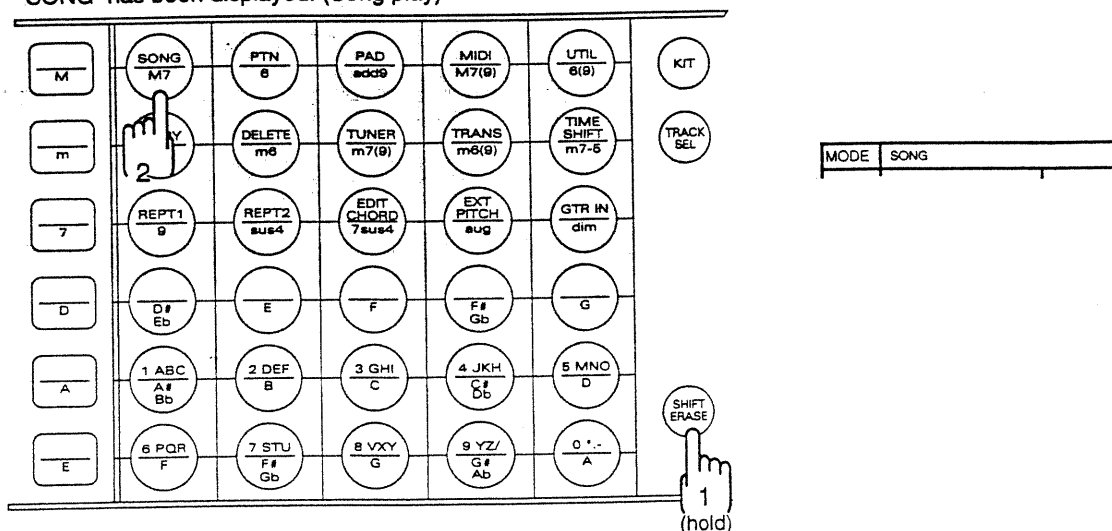 SONG" has been displayed. (Song play)
M SONG M7 PTN 6 PAD add9 MIDI M7(9) UTIL 6(9) KIT
m DELETE m6 TUNER m7(9) TRANS m6(9) TIME SHIFT m7-5 TRACK SEL
2
MODE SONG
7 REPT1 9 REPT2 sus4 EDIT CHORD 7sus4 EXT PITCH aug GTR IN dim
D D# Eb E F F# Gb G
A 1 ABC A# Bb 2 DEF B 3 GHI C 4 JKH C# Db 5 MNO D
SHIFT ERASE
E 6 PQR F 7 STU F# Gb 8 VXY G 9 YZ/ G# Ab 0 *.- A
1
(hold)